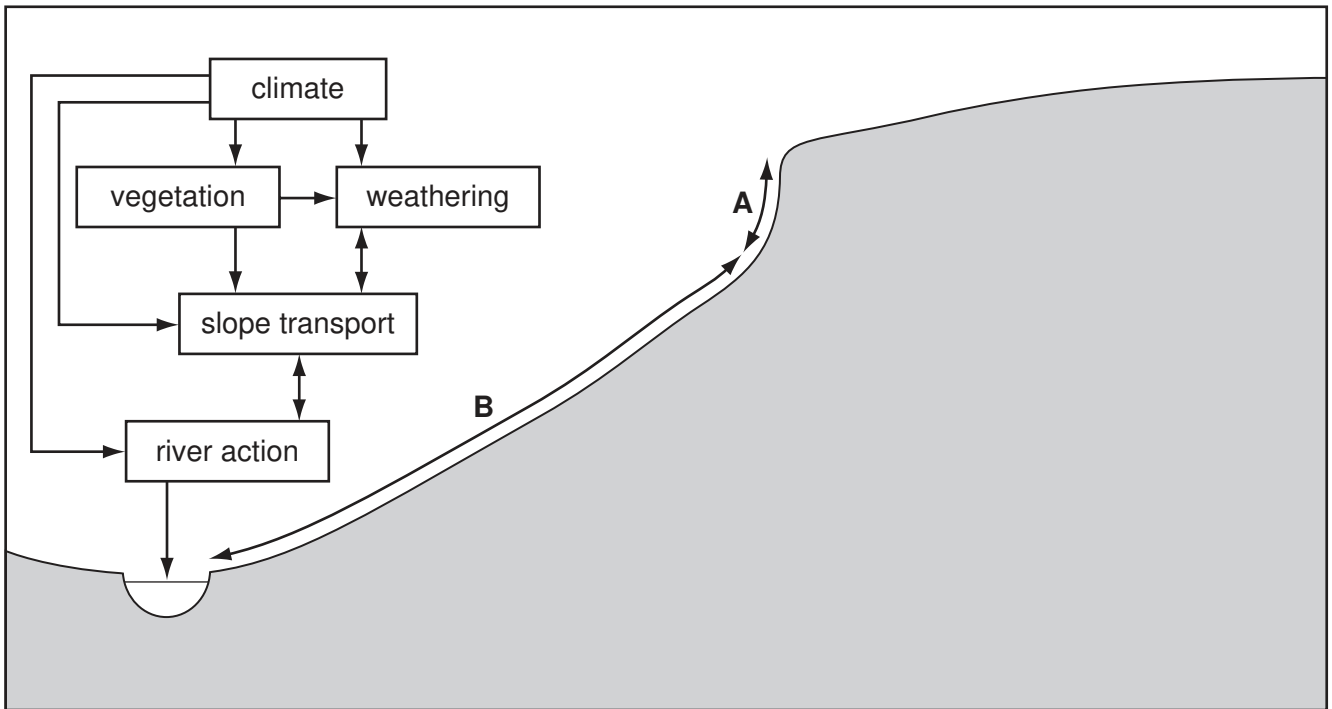 climate
vegetation
weathering
A
slope transport
B
river action